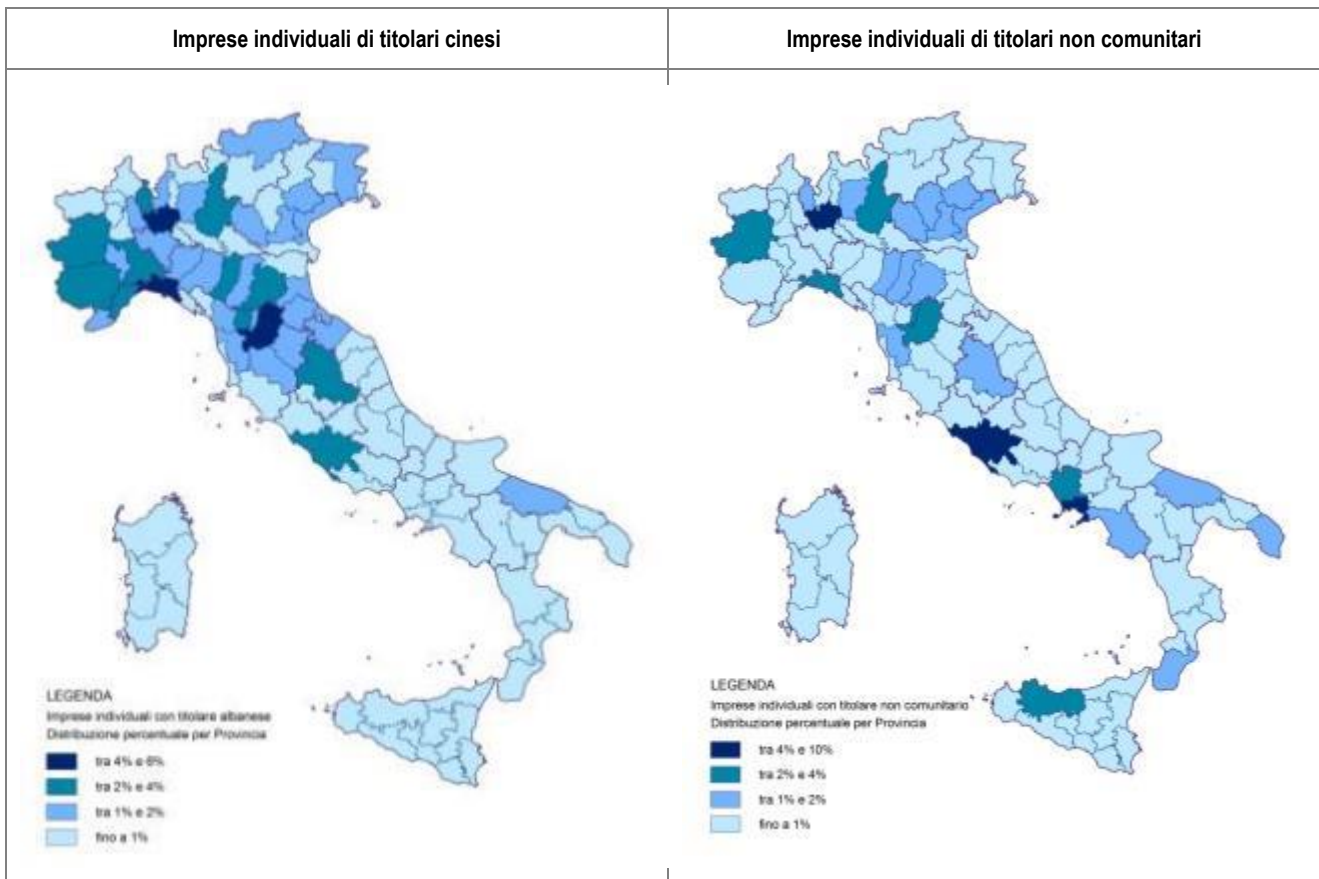 Imprese individuali di titolari cinesi
Imprese individuali di titolari non comunitari
LEGENDA
Imprese individuali con titolare albanese
Distribuzione percentuale per Provincia
tra 4% e 6%
tra 2% e 4%
tra 1% e 2%
fino a 1%
LEGENDA
Imprese individuali con titolare non comunitario
Distribuzione percentuale per Provincia
tra 4% e 10%
tra 2% e 4%
tra 1% e 2%
fino a 1%